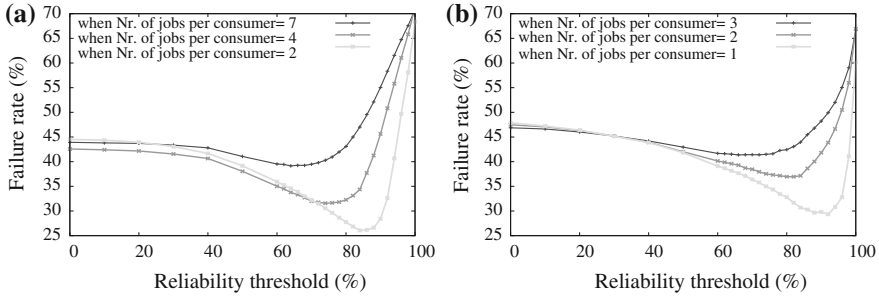 (a)
when Nr. of jobs per consumer= 7
when Nr. of jobs per consumer= 4
when Nr. of jobs per consumer= 2
Failure rate (%)
70
65
60
55
50
45
40
35
30
25
0 20 40 60 80 100
Reliability threshold (%)
(b)
when Nr. of jobs per consumer= 3
when Nr. of jobs per consumer= 2
when Nr. of jobs per consumer= 1
Failure rate (%)
70
65
60
55
50
45
40
35
30
25
0 20 40 60 80 100
Reliability threshold (%)